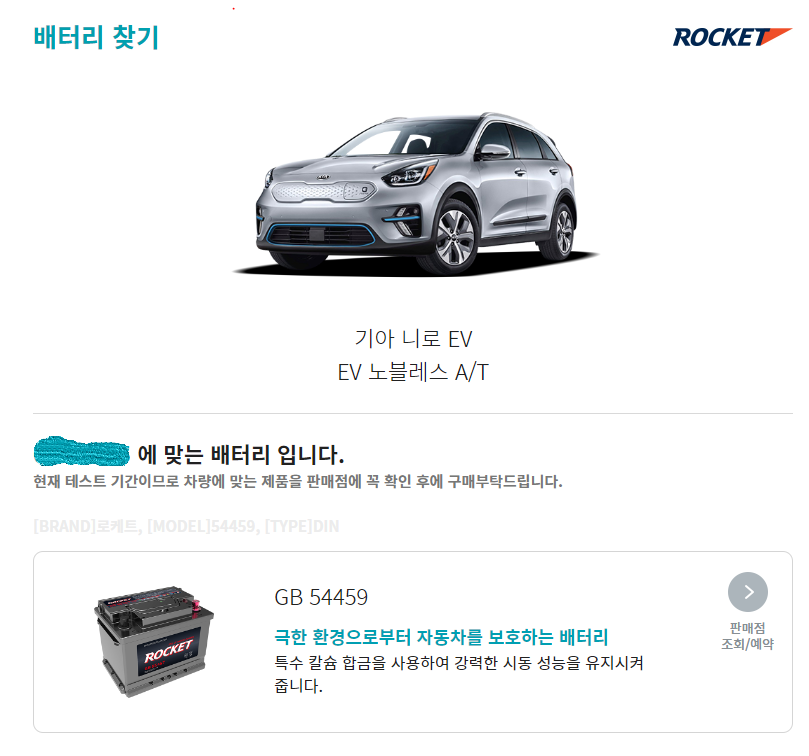 배터리 찾기
ROCKET
기아 니로 EV
EV 노블레스 A/T
에 맞는 배터리 입니다.
현재 테스트 기간이므로 차량에 맞는 제품을 판매점에 꼭 확인 후에 구매부탁드립니다.
[BRAND]로케트, [MODEL]54459, [TYPE]DIN
GB 54459
극한 환경으로부터 자동차를 보호하는 배터리
특수 칼슘 합금을 사용하여 강력한 시동 성능을 유지시켜
줍니다.
ROCKET
판매점
조회/예약